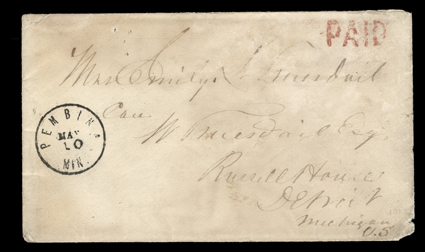 PAID
Mrs Emily J Truesdail
Care
W Truesdail Esq
PEMBINA
MAY
10
MIN.
Russell House
Detroit
Michigan
U.S